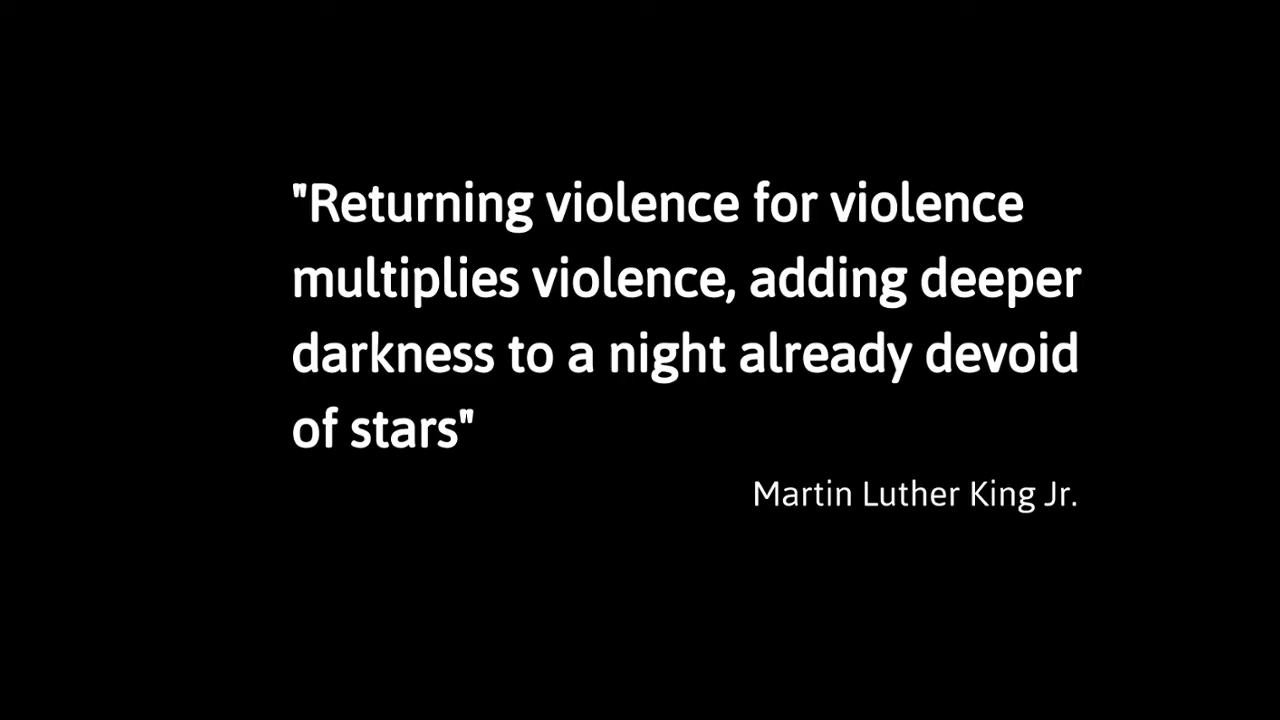 "Returning violence for violence
multiplies violence, adding deeper
darkness to a night already devoid
of stars"
Martin Luther King Jr.